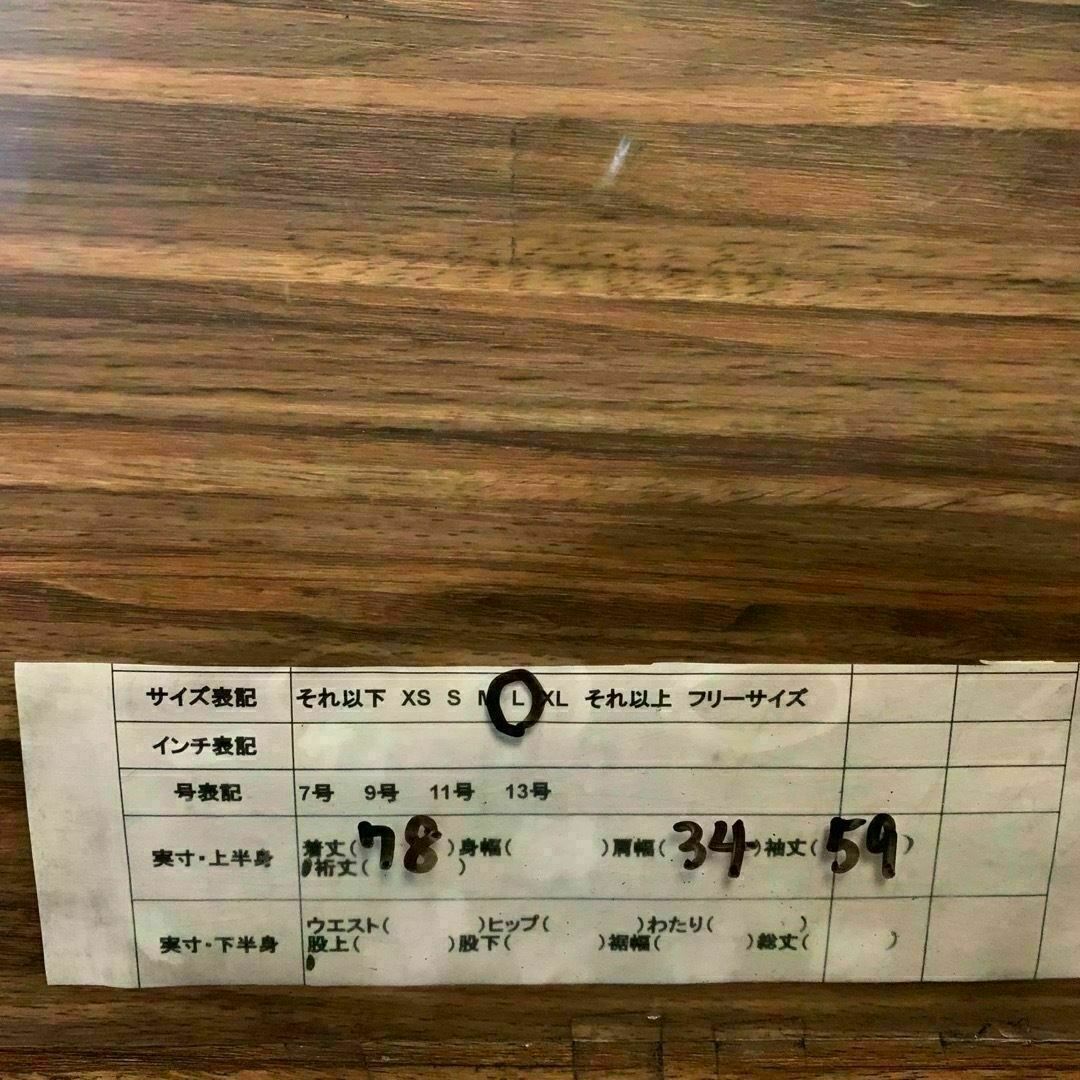 サイズ表記 それ以下 XS S M L XL それ以上 フリーサイズ
インチ表記
号表記 7号 9号 11号 13号
実寸・上半身 着丈(78)身幅( )肩幅(34)袖丈(59)
裄丈( )
実寸・下半身 ウエスト( )ヒップ( )わたり( )
股上( )股下( )裾幅( )総丈( )